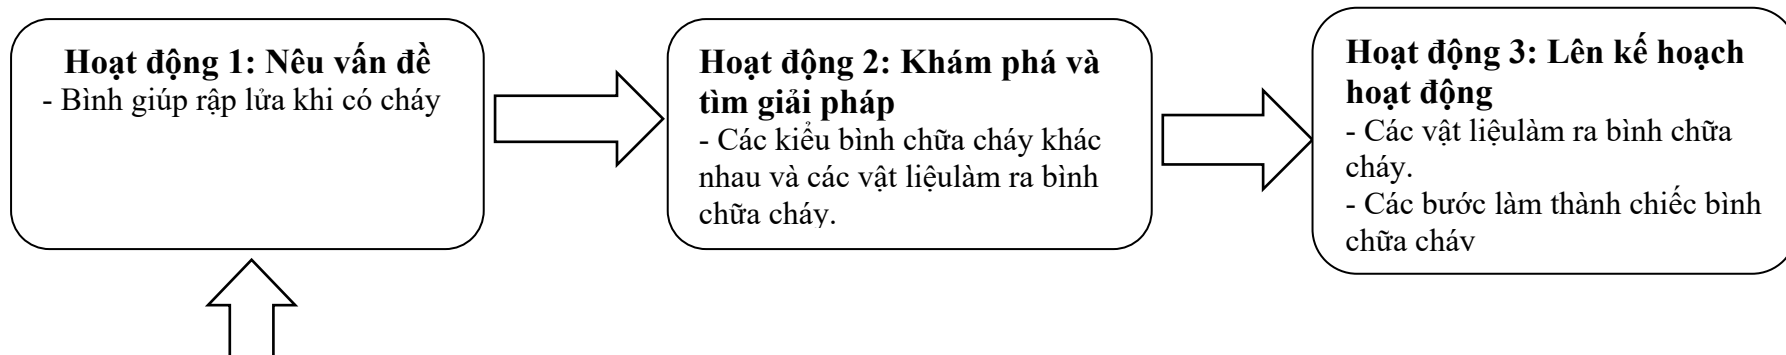 Hoạt động 1: Nêu vấn đề
- Bình giúp rập lửa khi có cháy
Hoạt động 2: Khám phá và
tìm giải pháp
- Các kiểu bình chữa cháy khác
nhau và các vật liệulàm ra bình
chữa cháy.
Hoạt động 3: Lên kế hoạch
hoạt động
- Các vật liệulàm ra bình chữa
cháy.
- Các bước làm thành chiếc bình
chữa cháy